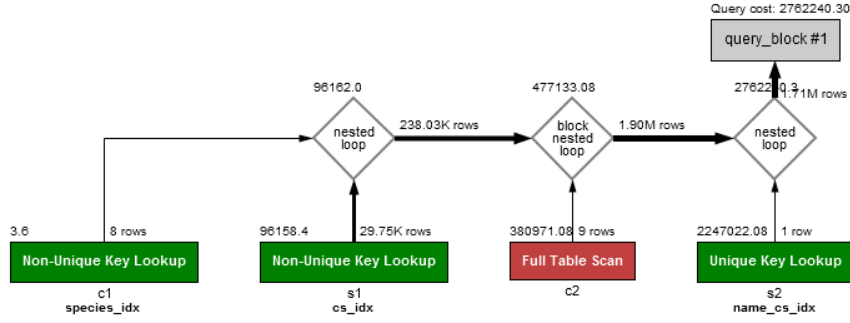 Query cost: 2762240.30
query_block #1
96162.0
477133.08
1.71M rows
nested loop
238.03K rows
block nested loop
1.90M rows
nested loop
3.6
8 rows
96158.4
29.75K rows
380971.08
9 rows
2247022.08
1 row
Non-Unique Key Lookup
Non-Unique Key Lookup
Full Table Scan
Unique Key Lookup
c1
s1
c2
s2
species_idx
cs_idx
name_cs_idx